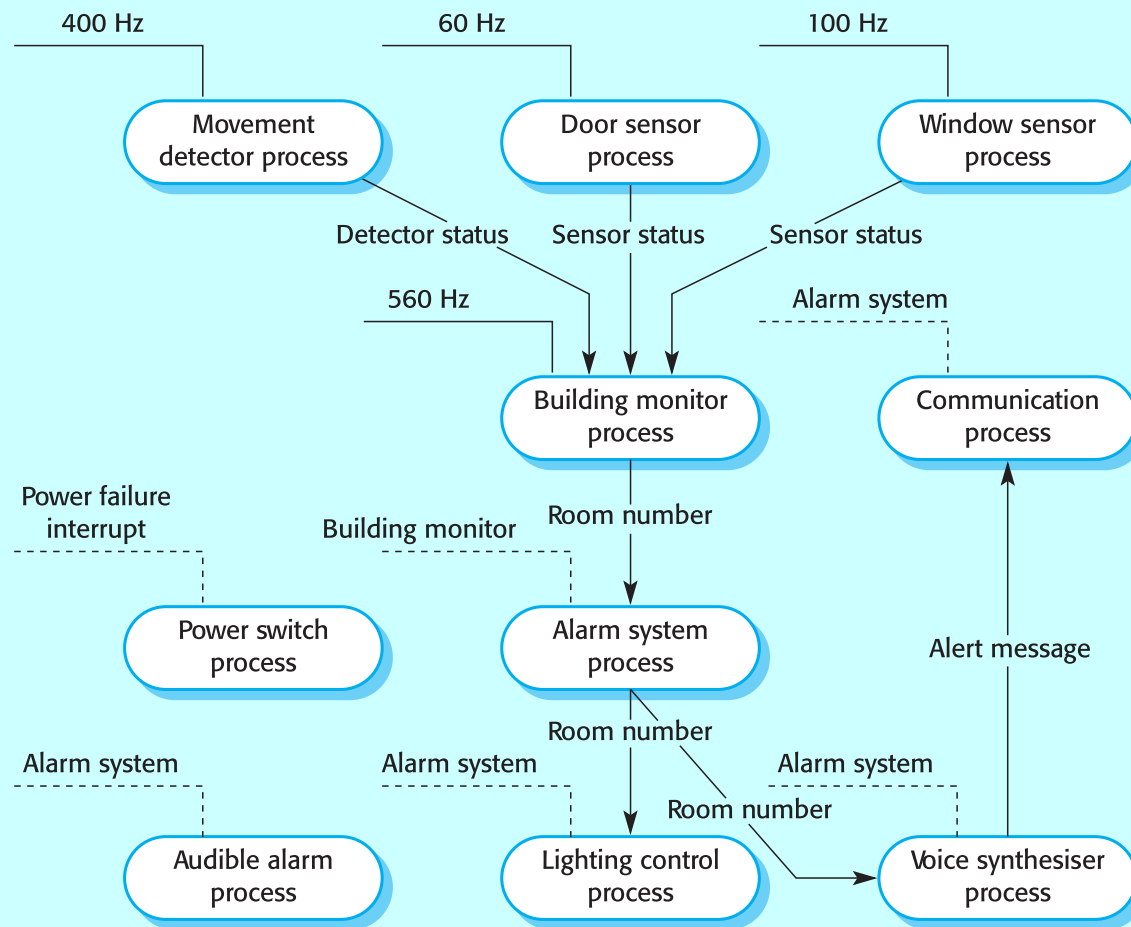 400 Hz
60 Hz
100 Hz
Movement
detector process
Door sensor
process
Window sensor
process
Detector status
Sensor status
Sensor status
560 Hz
Alarm system
Building monitor
process
Communication
process
Power failure
interrupt
Building monitor
Room number
Power switch
process
Alarm system
process
Alert message
Room number
Alarm system
Alarm system
Alarm system
Room number
Audible alarm
process
Lighting control
process
Voice synthesiser
process